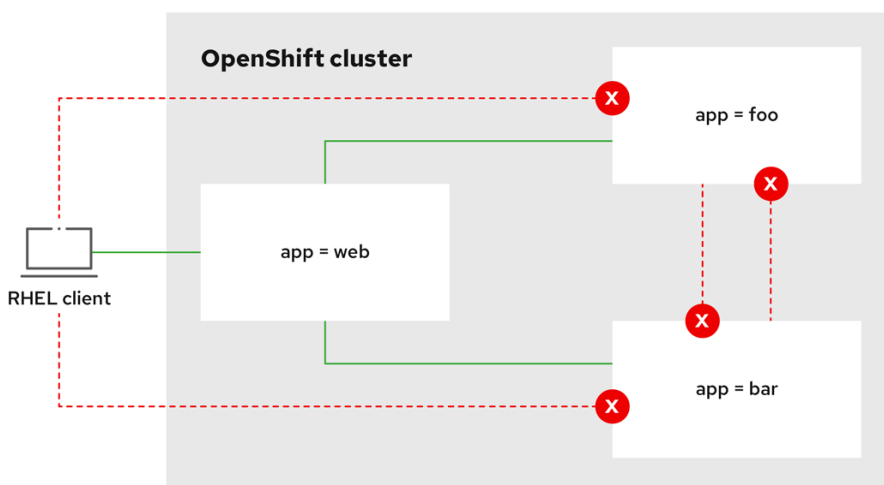 OpenShift cluster
X
app = foo
X
app = web
RHEL client
X
app = bar
X